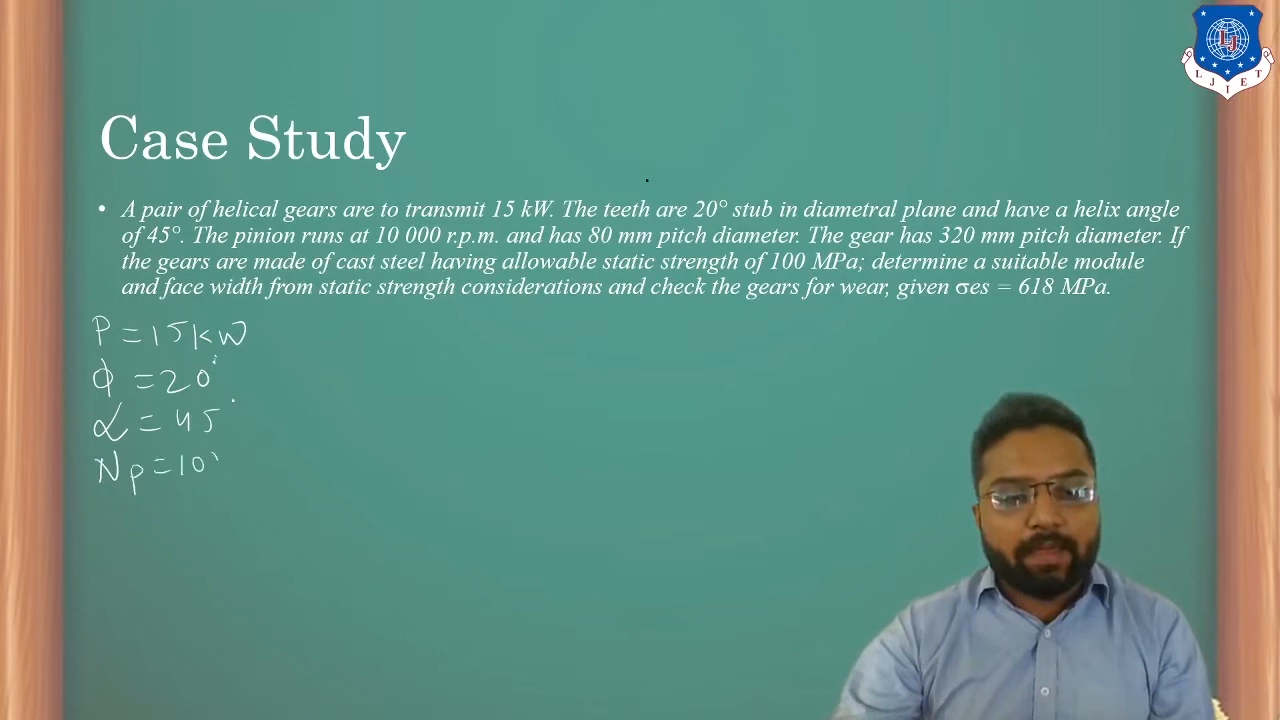 LJ
LJIET
Case Study
• A pair of helical gears are to transmit 15 kW. The teeth are 20° stub in diametral plane and have a helix angle
of 45°. The pinion runs at 10 000 r.p.m. and has 80 mm pitch diameter. The gear has 320 mm pitch diameter. If
the gears are made of cast steel having allowable static strength of 100 MPa; determine a suitable module
and face width from static strength considerations and check the gears for wear, given σes = 618 MPa.
P = 15 kW
ϕ = 20°
α = 45°
Np = 10